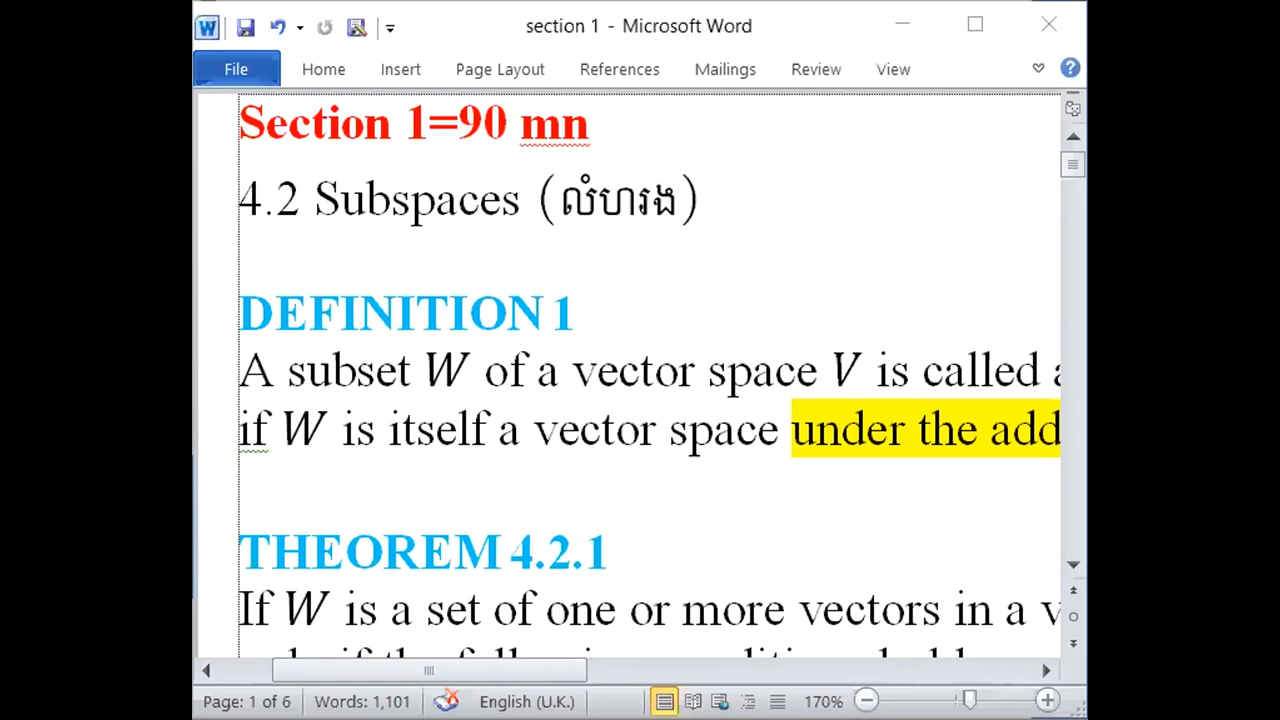 section 1 - Microsoft Word
File Home Insert Page Layout References Mailings Review View
Section 1=90 mn
4.2 Subspaces (លំហរង)
DEFINITION 1
A subset W of a vector space V is called
if W is itself a vector space under the add
THEOREM 4.2.1
If W is a set of one or more vectors in a v
Page: 1 of 6 Words: 1,101 English (U.K.) 170%